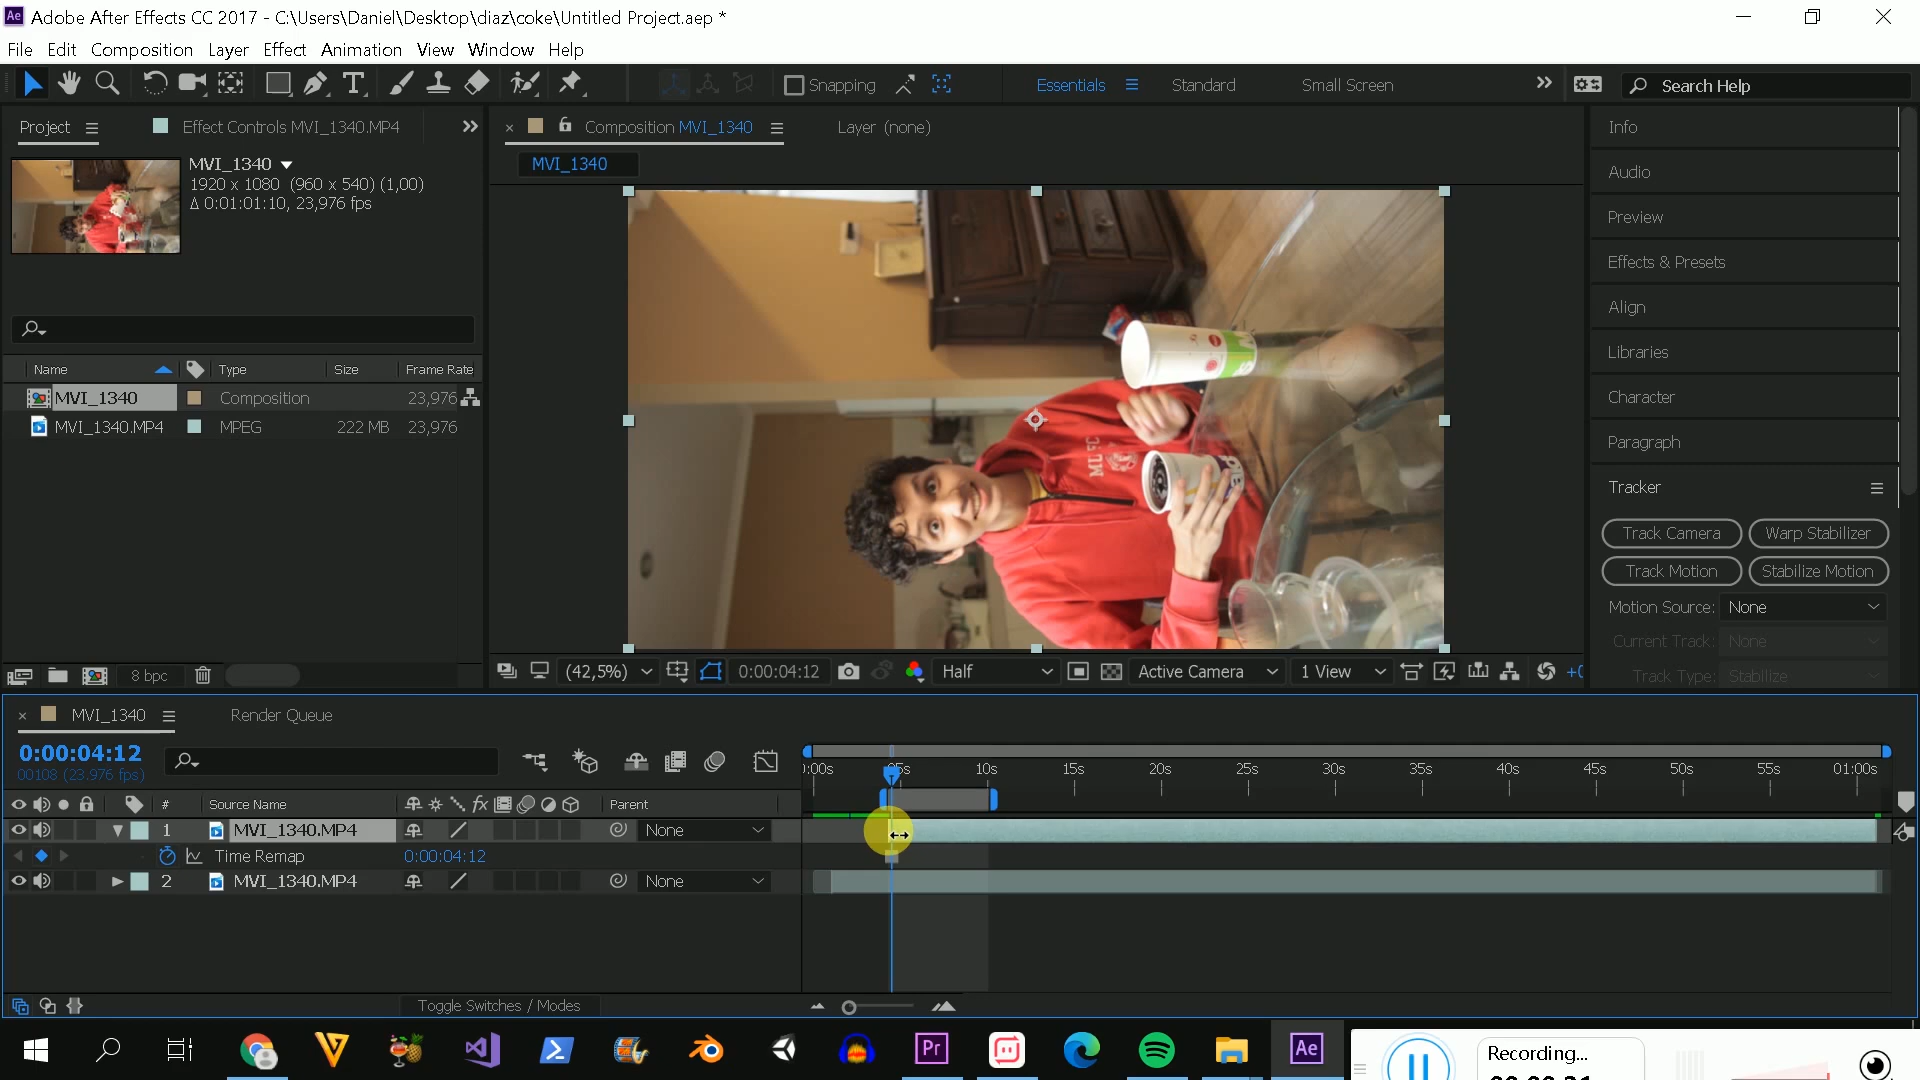 Adobe After Effects CC 2017 - C:\Users\Daniel\Desktop\diaz\coke\Untitled Project.aep *
File Edit Composition Layer Effect Animation View Window Help
Snapping Essentials Standard Small Screen Search Help
Project Effect Controls MVI_1340.MP4 Composition MVI_1340 Layer (none) Info
MVI_1340
1920 x 1080 (960 x 540) (1,00)
Δ 0:01:01:10, 23,976 fps
MVI_1340
Audio
Preview
Effects & Presets
Align
Libraries
Character
Paragraph
Tracker
Track Camera Warp Stabilizer
Track Motion Stabilize Motion
Motion Source: None
Current Track: None
Track Type: Stabilize
Name Type Size Frame Rate
MVI_1340 Composition 23,976
MVI_1340.MP4 MPEG 222 MB 23,976
8 bpc
(42,5%) 0:00:04:12 Half Active Camera 1 View +0
MVI_1340 Render Queue
0:00:04:12
00108 (23.976 fps)
):00s 05s 10s 15s 20s 25s 30s 35s 40s 45s 50s 55s 01:00s
# Source Name fx Parent
1 MVI_1340.MP4 None
Time Remap 0:00:04:12
2 MVI_1340.MP4 None
Toggle Switches / Modes
Pr Ae
Recording...